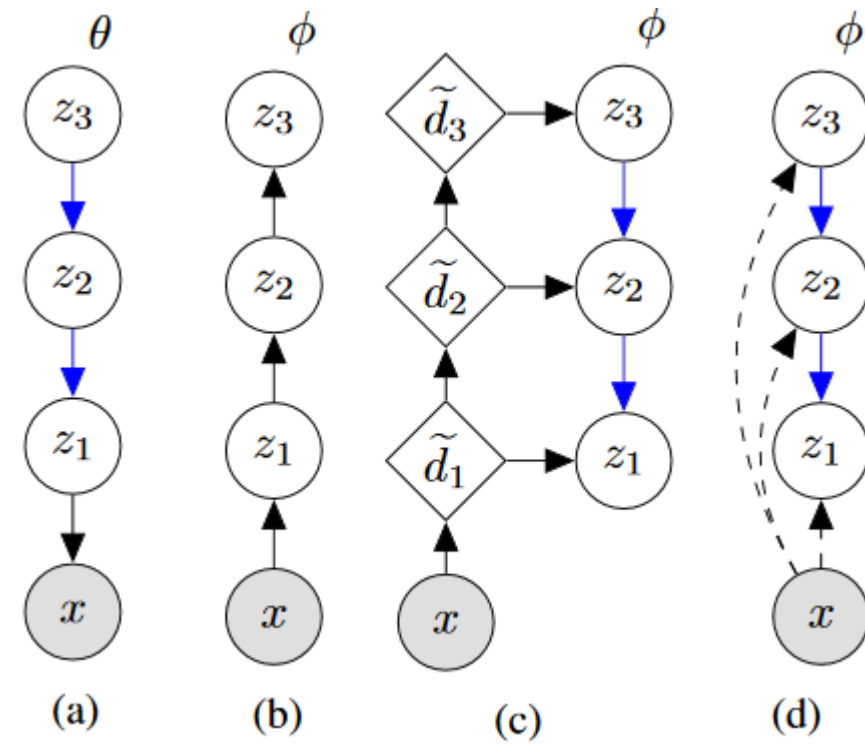 θ ϕ ϕ ϕ
z₃ z₃ d̃₃ z₃ z₃
z₂ z₂ d̃₂ z₂ z₂
z₁ z₁ d̃₁ z₁ z₁
x x x x
(a) (b) (c) (d)